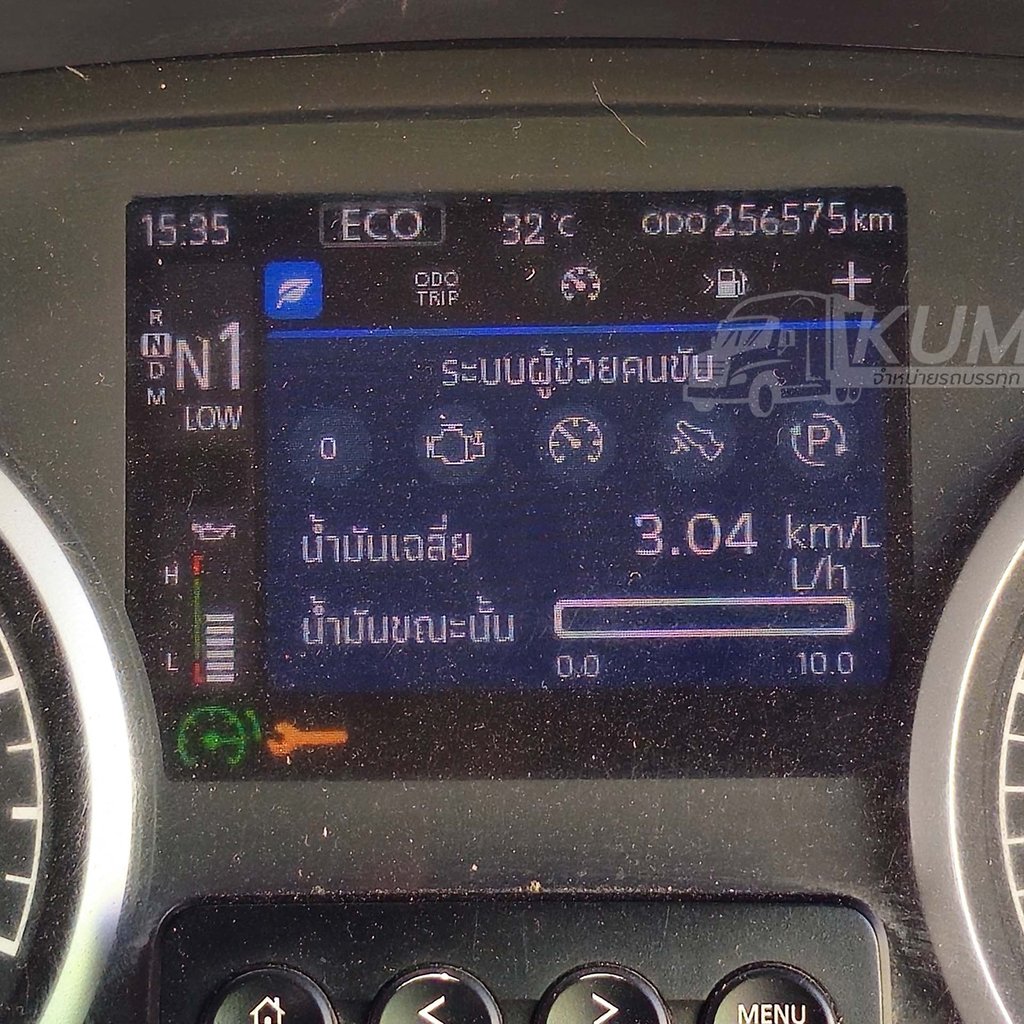 15:35 ECO 32 °C ODO 256575 km
ODO
TRIP
R
N
D
M
N1
LOW
ระบบผู้ช่วยคนขับ
KUM
จำหน่ายรถบรรทุก
0
P
น้ำมันเฉลี่ย 3.04 km/L
L/h
น้ำมันขณะนั้น
0.0 10.0
H
L
< > MENU